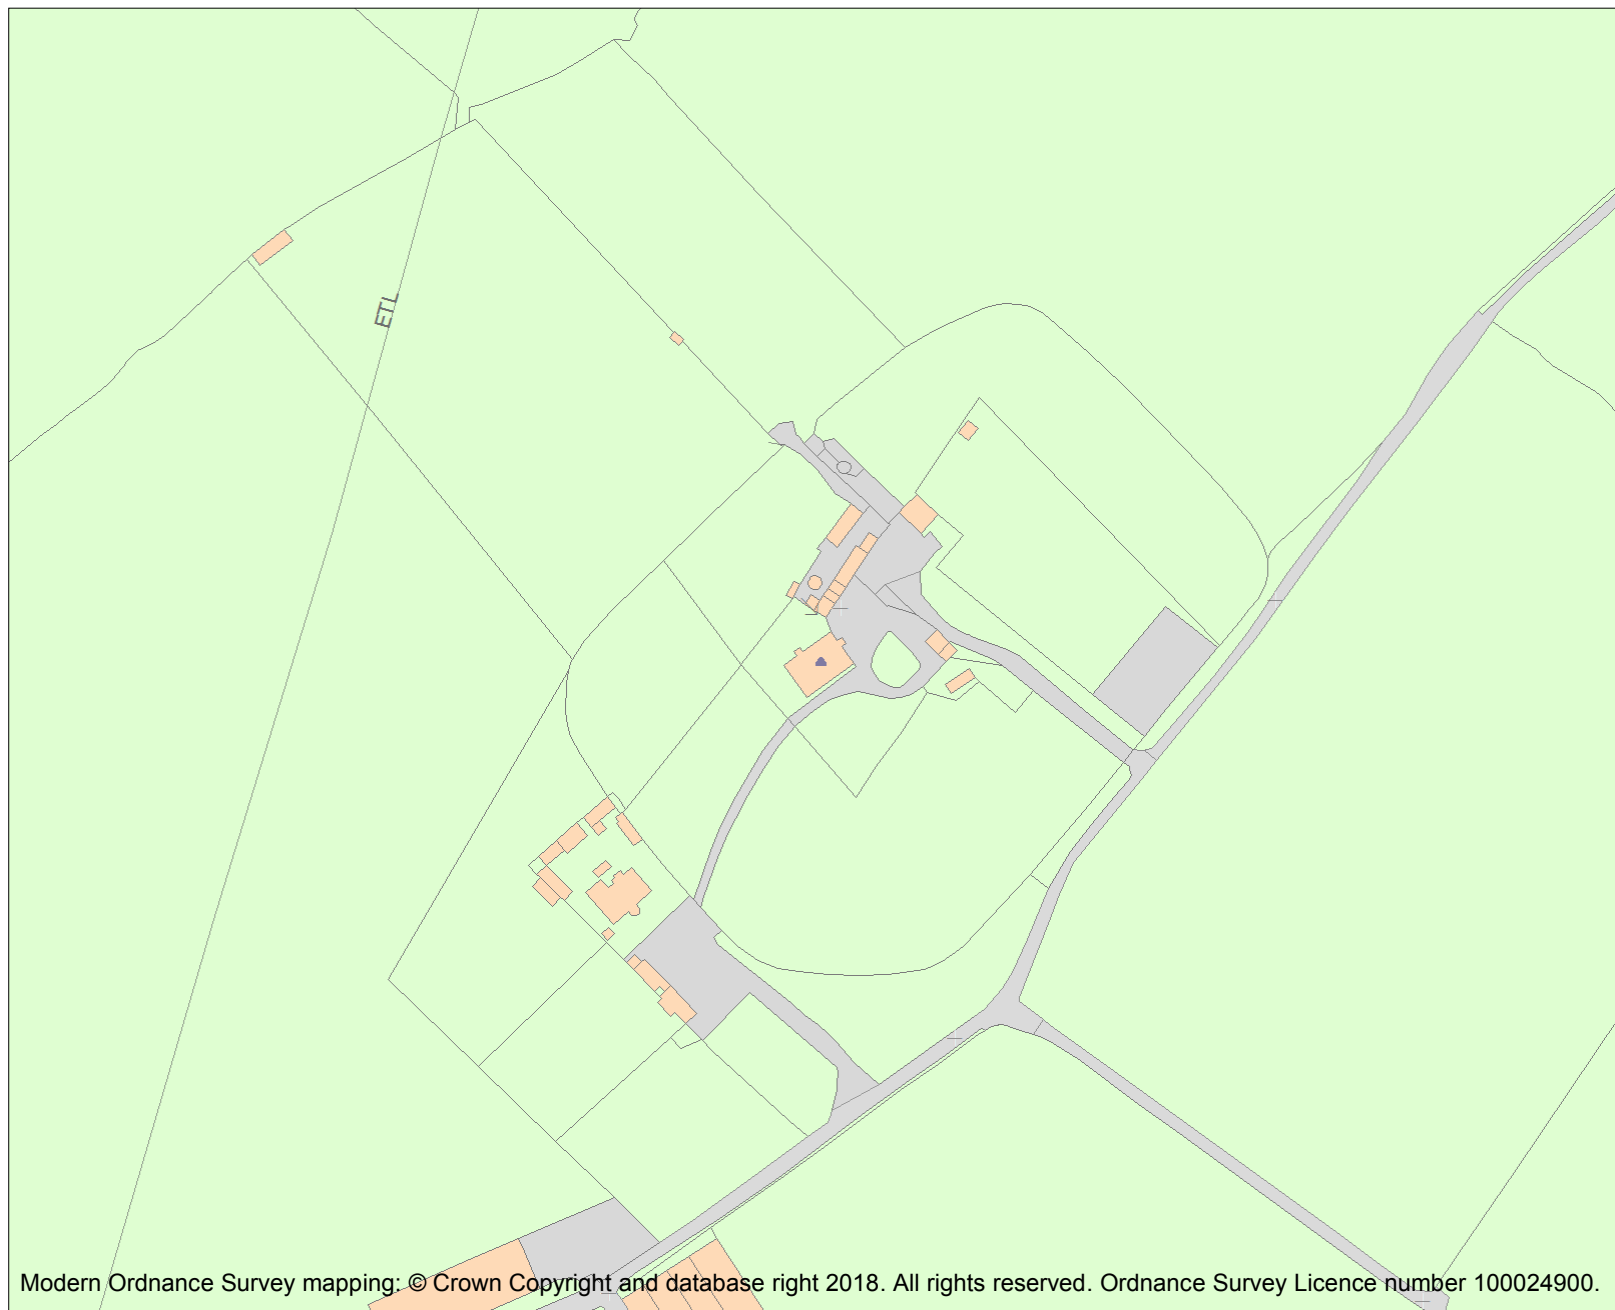 ETL
Modern Ordnance Survey mapping: © Crown Copyright and database right 2018. All rights reserved. Ordnance Survey Licence number 100024900.